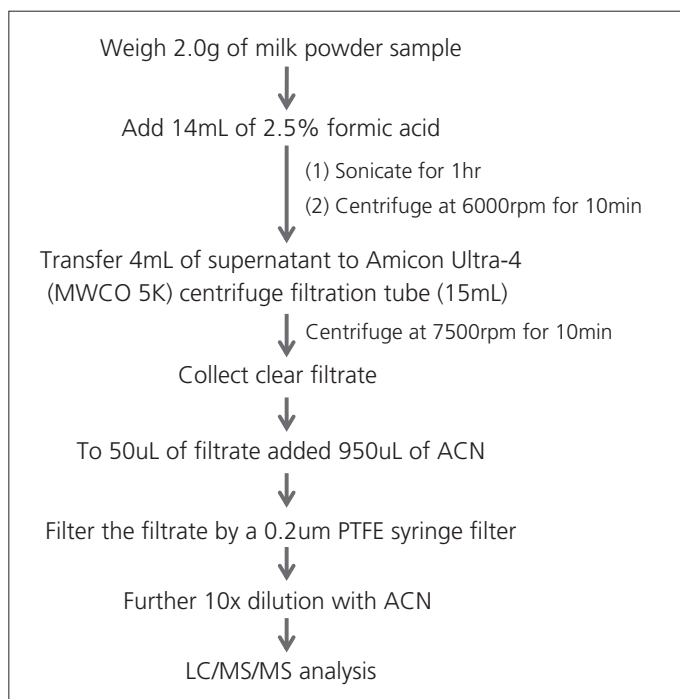 Weigh 2.0g of milk powder sample
Add 14mL of 2.5% formic acid
(1) Sonicate for 1hr
(2) Centrifuge at 6000rpm for 10min
Transfer 4mL of supernatant to Amicon Ultra-4
(MWCO 5K) centrifuge filtration tube (15mL)
Centrifuge at 7500rpm for 10min
Collect clear filtrate
To 50uL of filtrate added 950uL of ACN
Filter the filtrate by a 0.2um PTFE syringe filter
Further 10x dilution with ACN
LC/MS/MS analysis